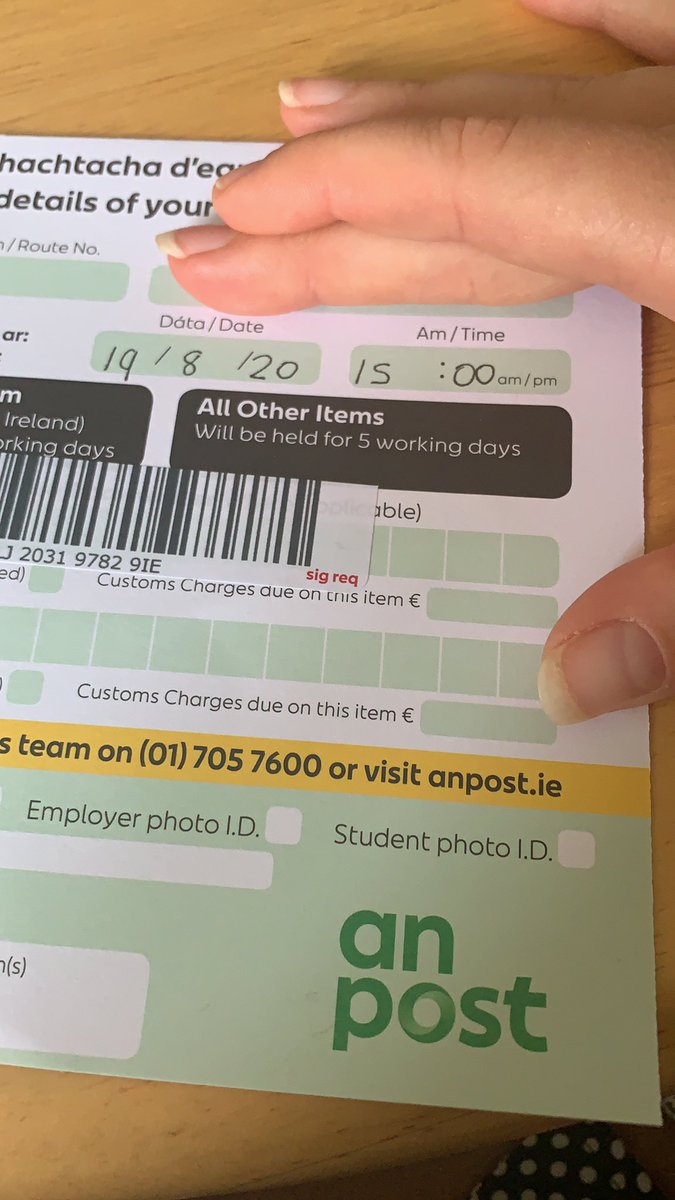 hachtacha d'ea
details of your
/Route No.
Dáta/Date
Am/Time
ar:
19/8/20
15:00 am/pm
m
Ireland)
orking days
All Other Items
Will be held for 5 working days
applicable)
J 2031 9782 9IE
sig req
ed)
Customs Charges due on this item €
)
Customs Charges due on this item €
s team on (01) 705 7600 or visit anpost.ie
Employer photo I.D.
Student photo I.D.
n(s)
an
post